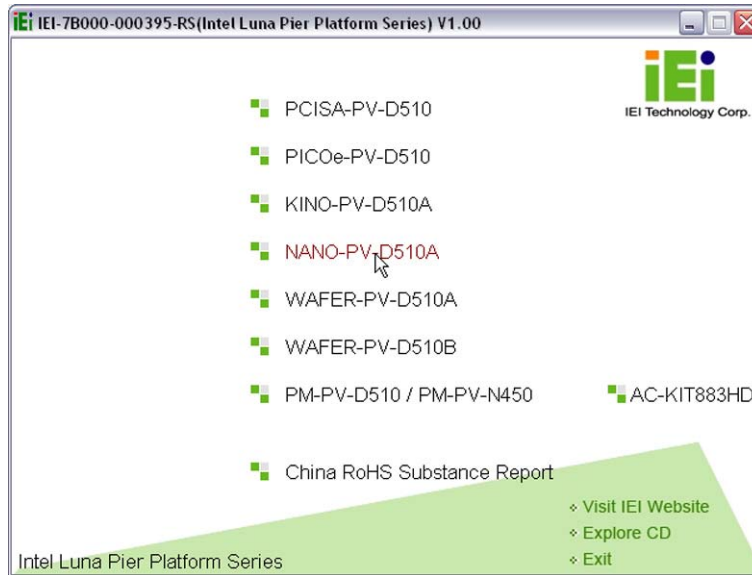 iEi IEI-7B000-000395-RS(Intel Luna Pier Platform Series) V1.00
iEi
IEI Technology Corp.
PCISA-PV-D510
PICOe-PV-D510
KINO-PV-D510A
NANO-PV-D510A
WAFER-PV-D510A
WAFER-PV-D510B
PM-PV-D510 / PM-PV-N450
AC-KIT883HD
China RoHS Substance Report
Visit IEI Website
Explore CD
Exit
Intel Luna Pier Platform Series